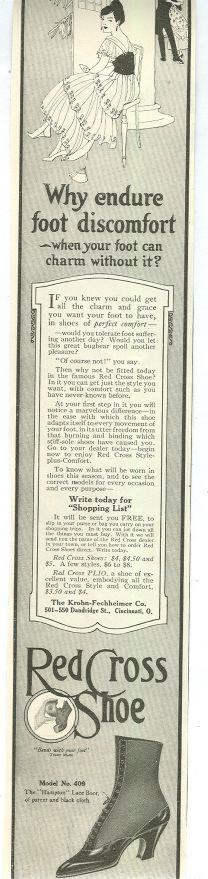 Why endure
foot discomfort
—when your foot can
charm without it?
IF you knew you could get
all the charm and grace
you want your foot to have,
in shoes of perfect comfort—
—would you tolerate foot suffer-
ing another day? Would you let
this great bugbear spoil another
pleasure?
"Of course not!" you say.
Then why not be fitted today
in the famous Red Cross Shoe?
In it you can get just the style you
want, with comfort such as you
have never known before.
At your first step in it you will
notice a marvelous difference—in
the ease with which this shoe
adapts itself to every movement of
your foot, in its utter freedom from
that burning and binding which
stiff-sole shoes have caused you.
Go to your dealer today—begin
now to enjoy Red Cross Style-
plus-Comfort.
To know what will be worn in
shoes this season, and to see the
correct models for every occasion
and every purpose—
Write today for
"Shopping List"
It will be sent you FREE, to
slip in your purse or bag you carry on your
shopping trips. In it you can jot down all
the things you must buy. With it we will
send you the name of the Red Cross dealer
in your town, or tell you how to order Red
Cross Shoes direct. Write today.
Red Cross Shoes: $4, $4.50 and
$5. A few styles, $6 to $8.
Red Cross PLIO, a shoe of ex-
cellent value, embodying all the
Red Cross Style and Comfort,
$3.50 and $4.
The Krohn-Fechheimer Co.
501-550 Dandridge St., Cincinnati, O.
Red Cross
Shoe
"Bends with your foot"
Trade Mark
Model No. 409
The "Hampton" Lace Boot,
of patent and black cloth.